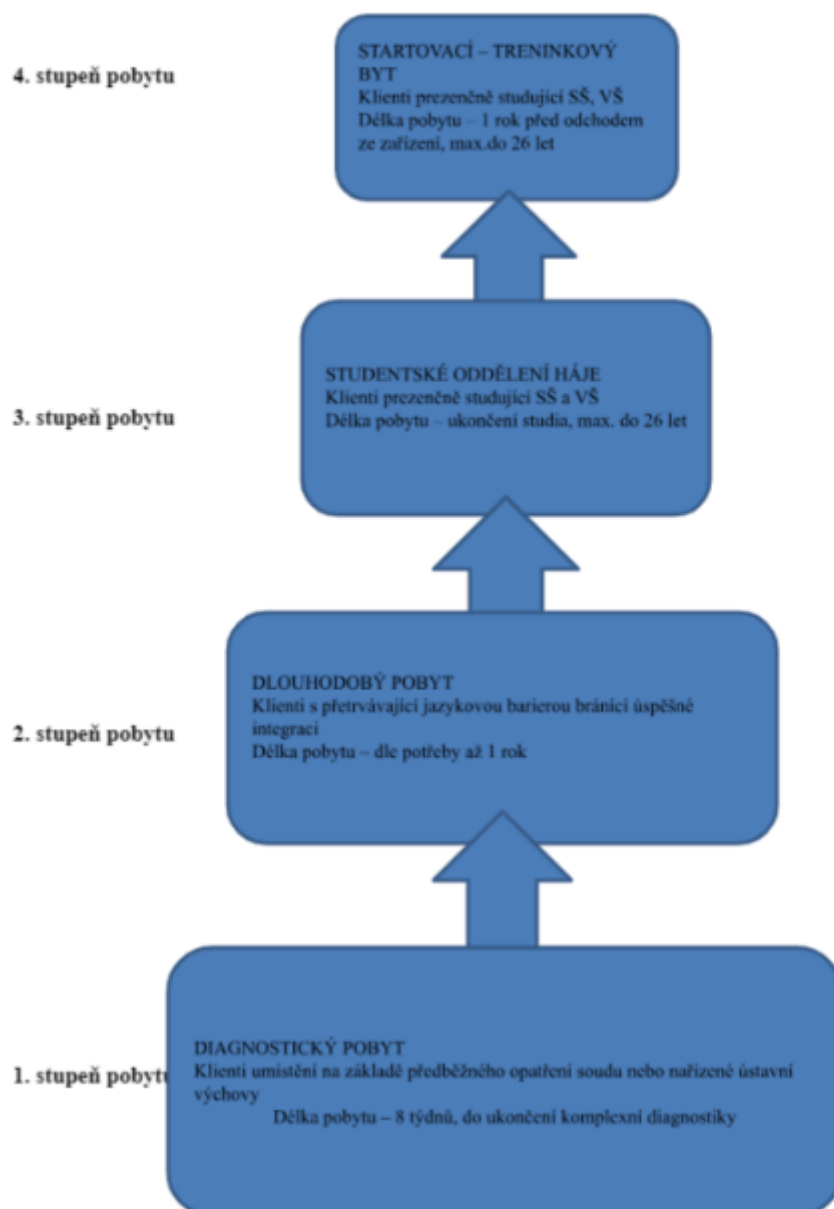 4. stupeň pobytu
STARTOVACÍ – TRENINKOVÝ
BYT
Klienti prezenčně studující SŠ, VŠ
Délka pobytu – 1 rok před odchodem
ze zařízení, max.do 26 let
3. stupeň pobytu
STUDENTSKÉ ODDĚLENÍ HÁJE
Klienti prezenčně studující SŠ a VŠ
Délka pobytu – ukončení studia, max. do 26 let
2. stupeň pobytu
DLOUHODOBÝ POBYT
Klienti s přetrvávající jazykovou barierou bránící úspěšné
integraci
Délka pobytu – dle potřeby až 1 rok
1. stupeň pobytu
DIAGNOSTICKÝ POBYT
Klienti umístění na základě předběžného opatření soudu nebo nařízené ústavní
výchovy
Délka pobytu – 8 týdnů, do ukončení komplexní diagnostiky